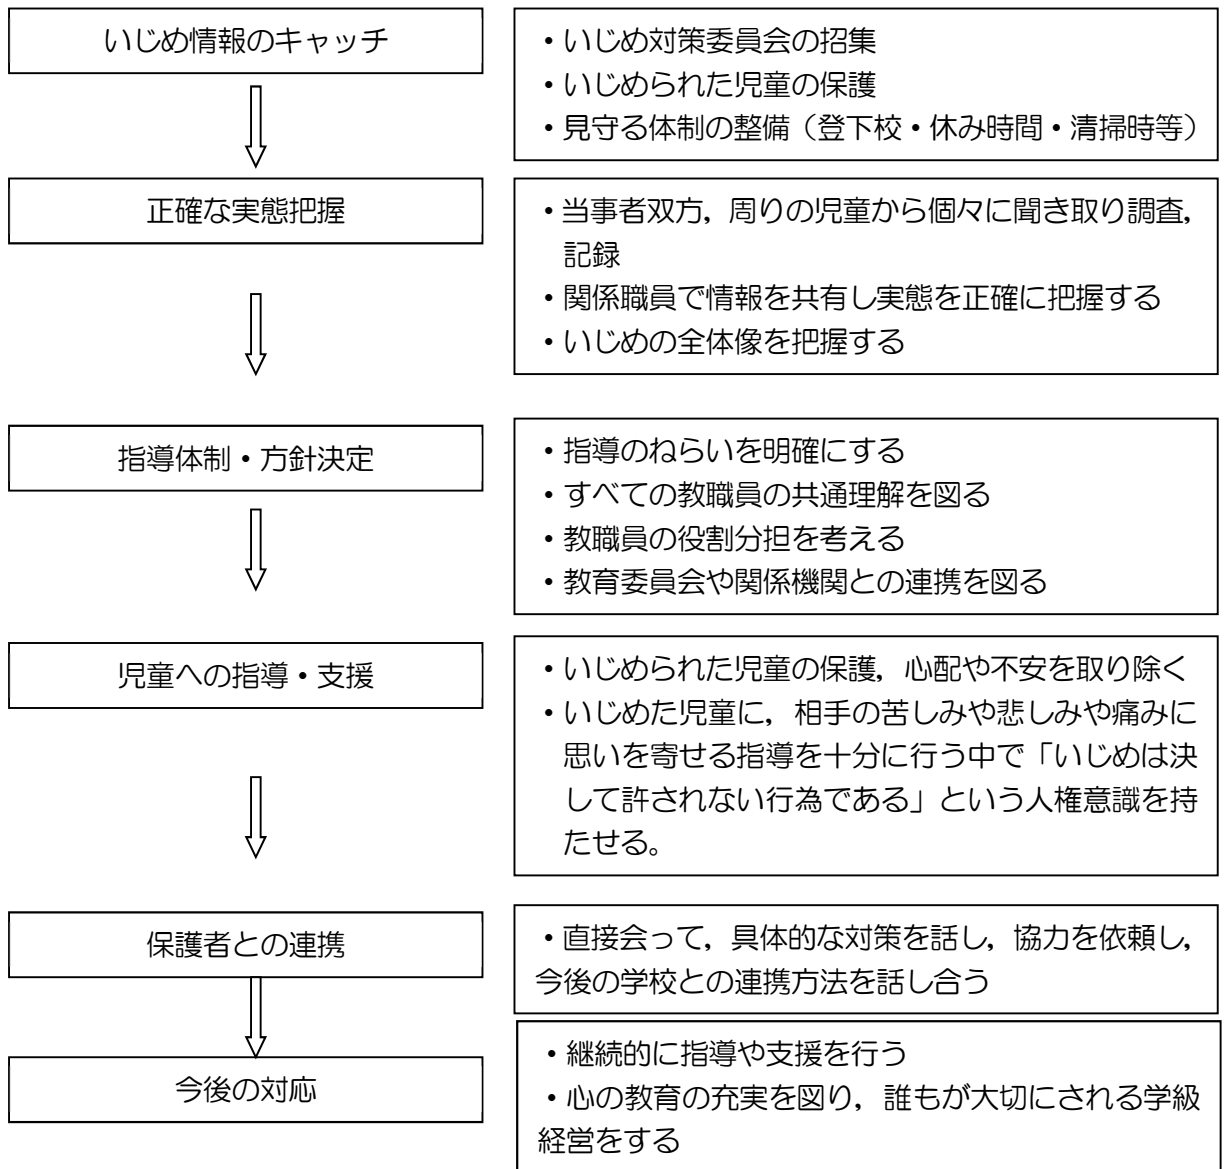 いじめ情報のキャッチ
・いじめ対策委員会の招集
・いじめられた児童の保護
・見守る体制の整備（登下校・休み時間・清掃時等）
正確な実態把握
・当事者双方，周りの児童から個々に聞き取り調査，
記録
・関係職員で情報を共有し実態を正確に把握する
・いじめの全体像を把握する
指導体制・方針決定
・指導のねらいを明確にする
・すべての教職員の共通理解を図る
・教職員の役割分担を考える
・教育委員会や関係機関との連携を図る
児童への指導・支援
・いじめられた児童の保護，心配や不安を取り除く
・いじめた児童に，相手の苦しみや悲しみや痛みに
思いを寄せる指導を十分に行う中で「いじめは決
して許されない行為である」という人権意識を持
たせる。
保護者との連携
・直接会って，具体的な対策を話し，協力を依頼し，
今後の学校との連携方法を話し合う
今後の対応
・継続的に指導や支援を行う
・心の教育の充実を図り，誰もが大切にされる学級
経営をする